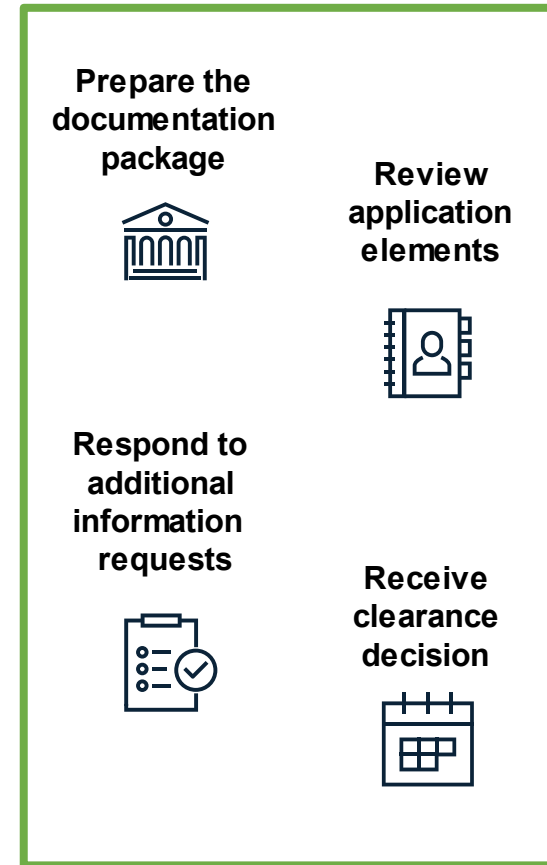 Prepare the
documentation
package
Review
application
elements
Respond to
additional
information
requests
Receive
clearance
decision